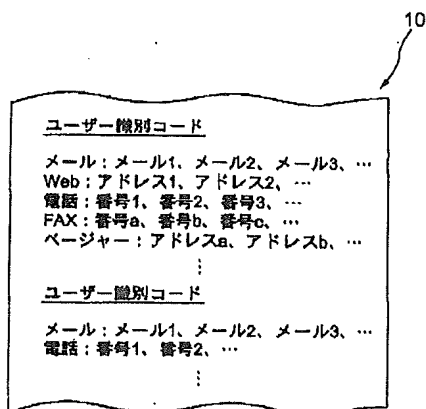 10
ユーザー識別コード
メール：メール1、メール2、メール3、…
Web：アドレス1、アドレス2、…
電話：番号1、番号2、番号3、…
FAX：番号a、番号b、番号c、…
ページャー：アドレスa、アドレスb、…
⋮
ユーザー識別コード
メール：メール1、メール2、メール3、…
電話：番号1、番号2、…
⋮